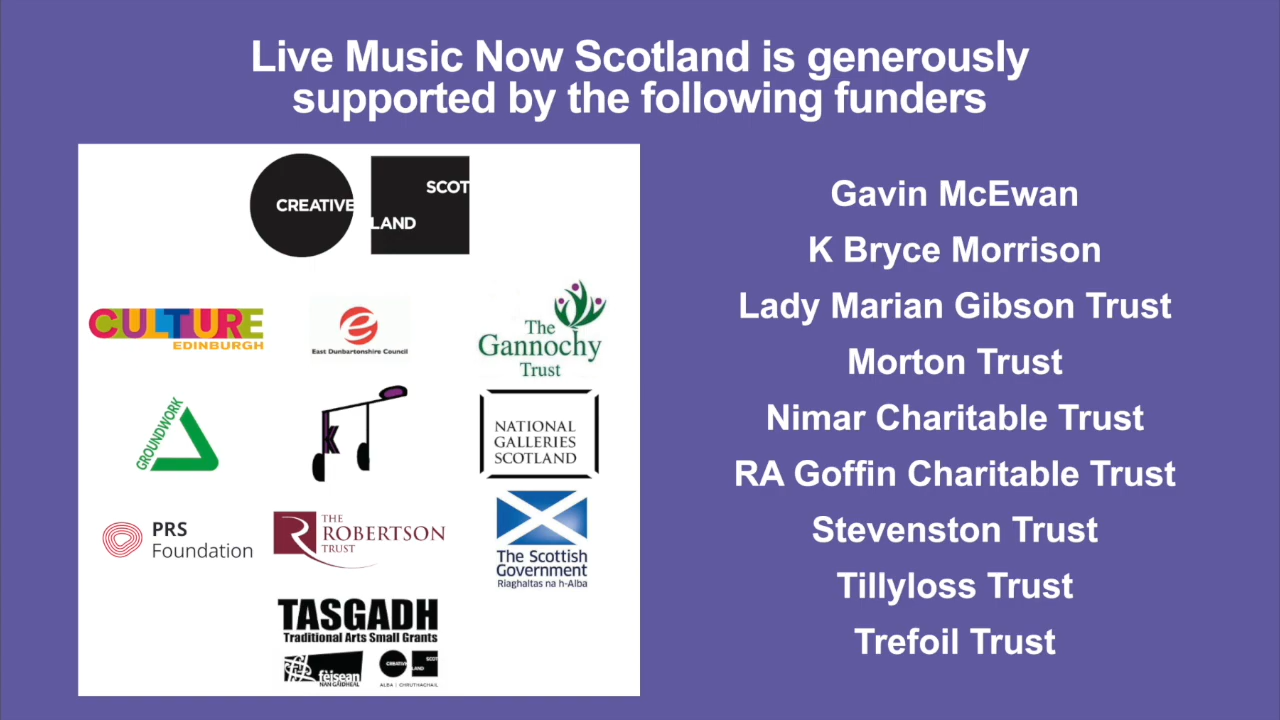 Live Music Now Scotland is generously
supported by the following funders
CREATIVE
SCOT
LAND
CULTURE
EDINBURGH
East Dunbartonshire Council
The
Gannochy
Trust
GROUNDWORK
K
NATIONAL
GALLERIES
SCOTLAND
PRS
Foundation
THE
ROBERTSON
TRUST
The Scottish
Government
Riaghaltas na h-Alba
TASGADH
Traditional Arts Small Grants
fèisean
NAN GÀIDHEAL
CREATIVE
SCOT
LAND
ALBA | CHRUTHACHAIL
Gavin McEwan
K Bryce Morrison
Lady Marian Gibson Trust
Morton Trust
Nimar Charitable Trust
RA Goffin Charitable Trust
Stevenston Trust
Tillyloss Trust
Trefoil Trust